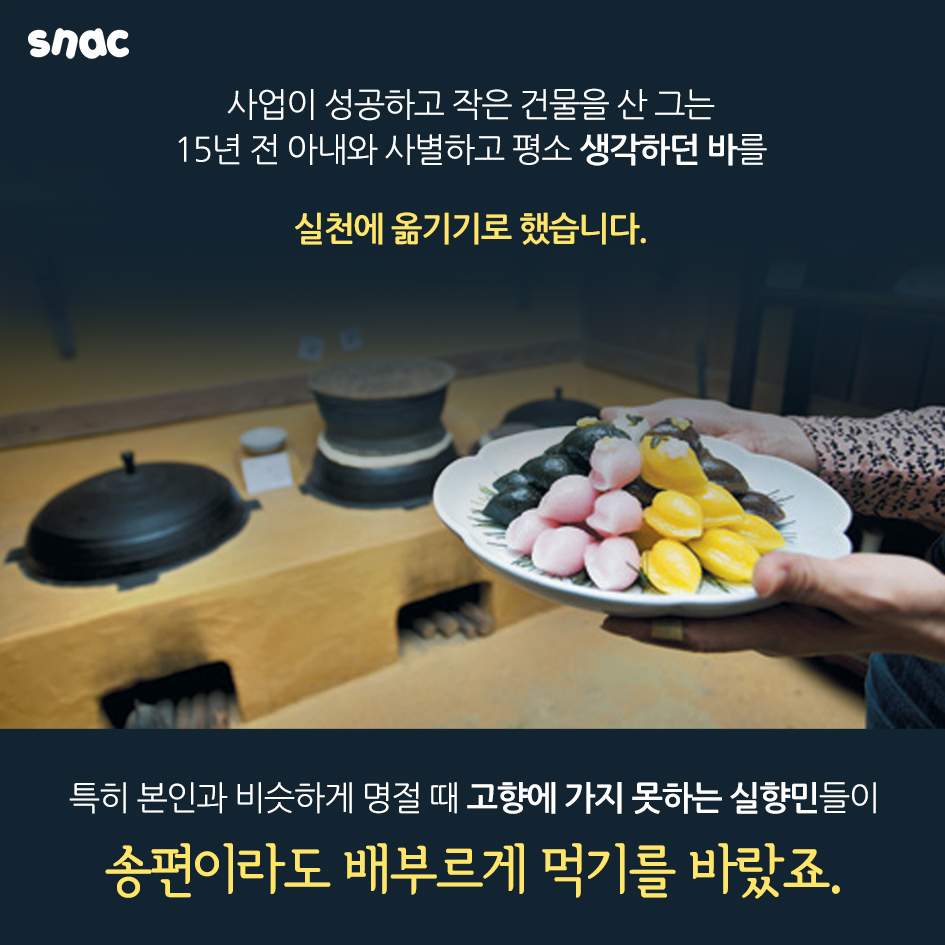 snac
사업이 성공하고 작은 건물을 산 그는
15년 전 아내와 사별하고 평소 생각하던 바를
실천에 옮기기로 했습니다.
특히 본인과 비슷하게 명절 때 고향에 가지 못하는 실향민들이
송편이라도 배부르게 먹기를 바랐죠.